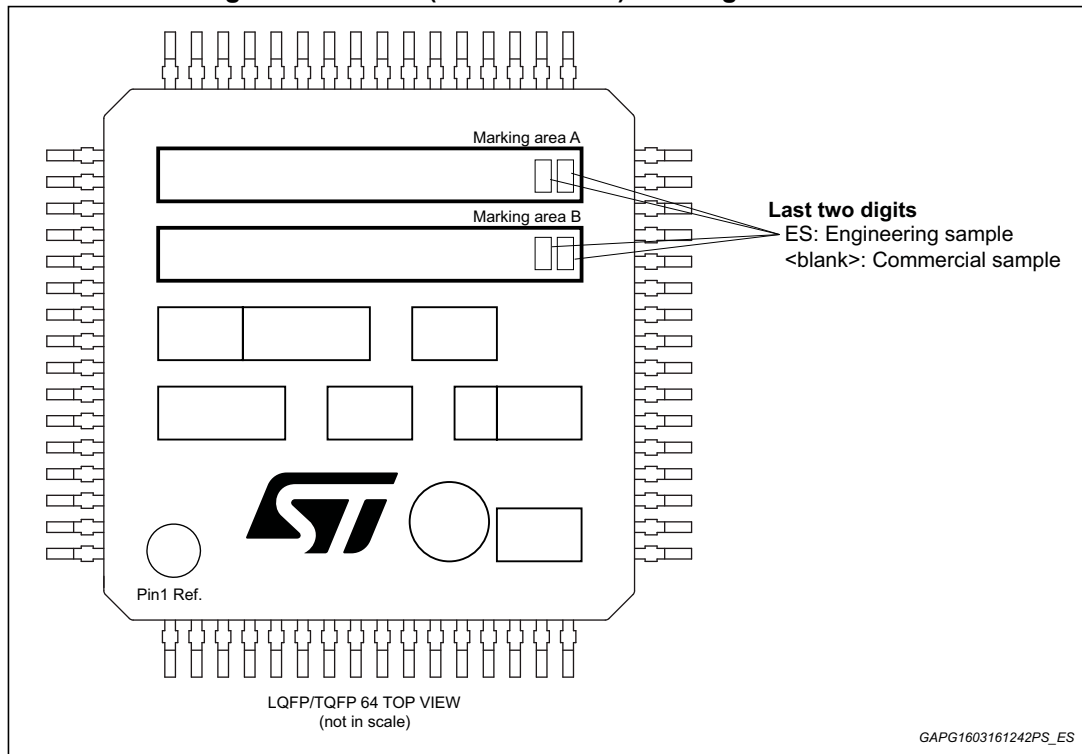 Marking area A
Marking area B
Last two digits
ES: Engineering sample
<blank>: Commercial sample
ST
Pin1 Ref.
LQFP/TQFP 64 TOP VIEW
(not in scale)
GAPG1603161242PS_ES